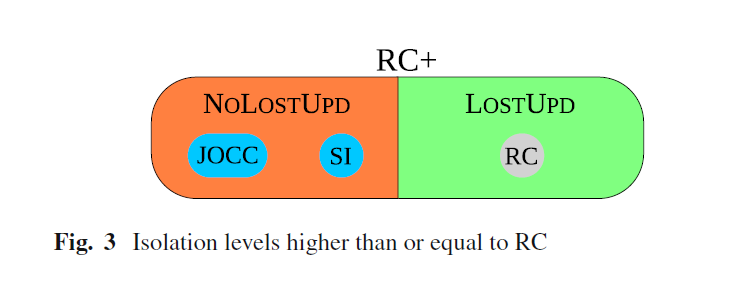 RC+
NOLOSTUPD LOSTUPD
JOCC SI RC
Fig. 3 Isolation levels higher than or equal to RC